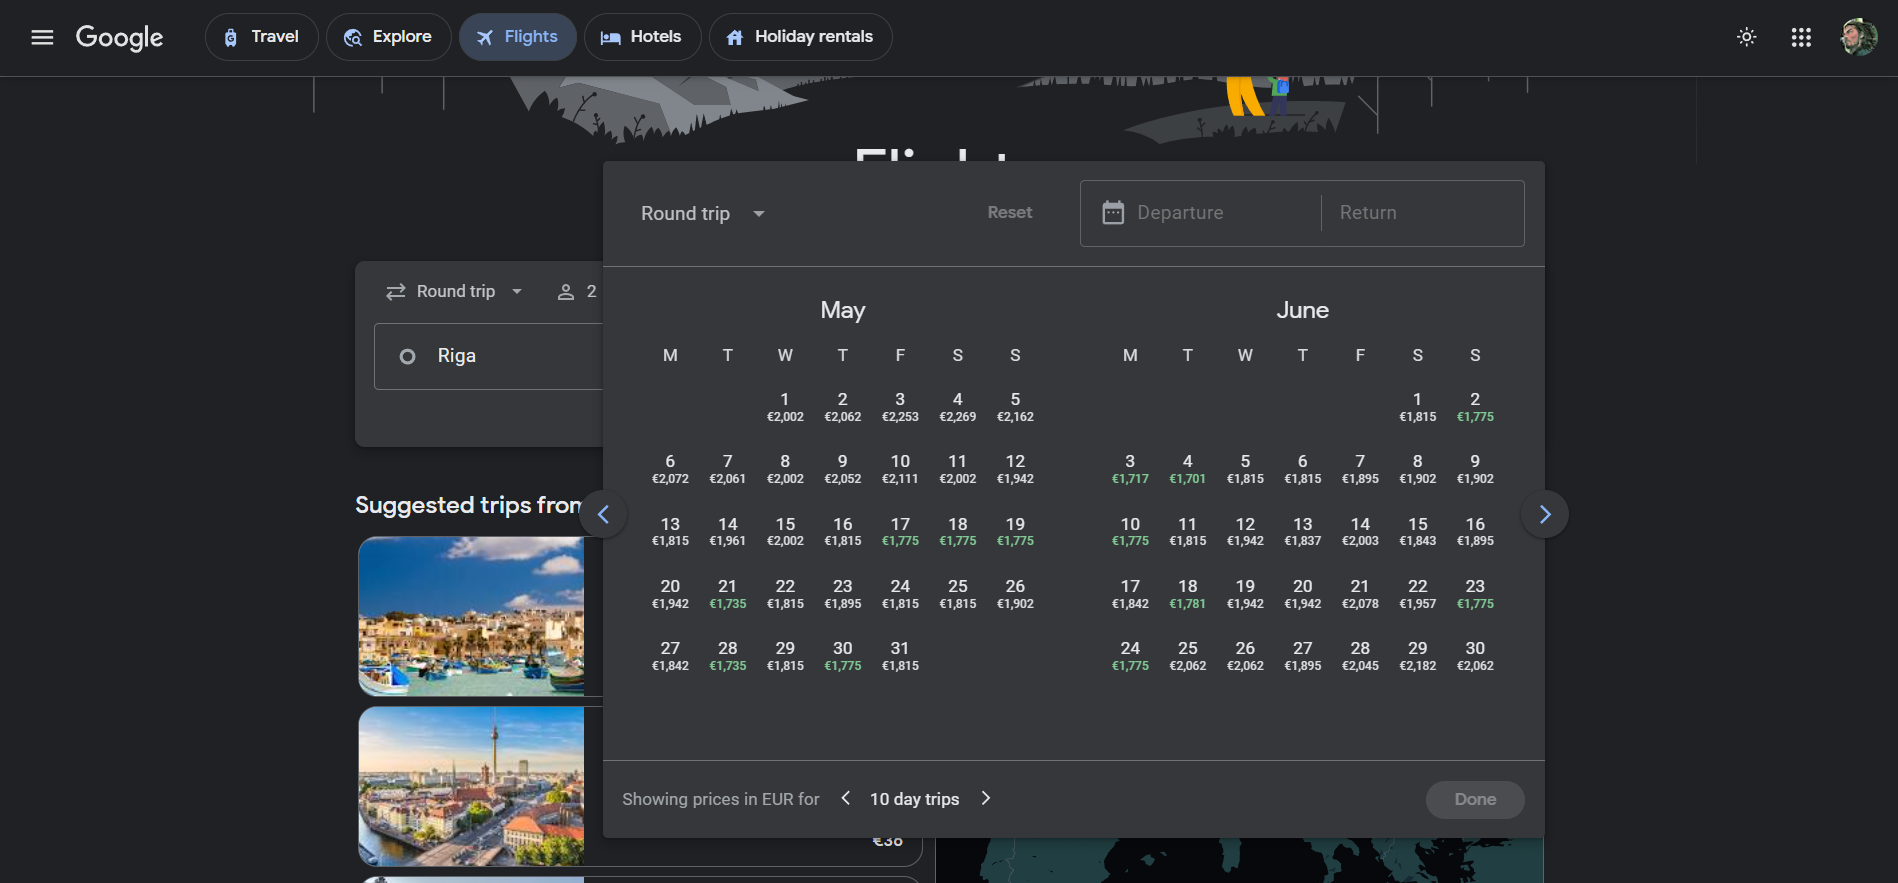 Google
Travel
Explore
Flights
Hotels
Holiday rentals
Round trip
Reset
Departure
Return
Round trip
2
Riga
Suggested trips from
May
M T W T F S S
1 2 3 4 5
€2,002 €2,062 €2,253 €2,269 €2,162
6 7 8 9 10 11 12
€2,072 €2,061 €2,002 €2,052 €2,111 €2,002 €1,942
13 14 15 16 17 18 19
€1,815 €1,961 €2,002 €1,815 €1,775 €1,775 €1,775
20 21 22 23 24 25 26
€1,942 €1,735 €1,815 €1,895 €1,815 €1,815 €1,902
27 28 29 30 31
€1,842 €1,735 €1,815 €1,775 €1,815
June
M T W T F S S
1 2
€1,815 €1,775
3 4 5 6 7 8 9
€1,717 €1,701 €1,815 €1,815 €1,895 €1,902 €1,902
10 11 12 13 14 15 16
€1,775 €1,815 €1,942 €1,837 €2,003 €1,843 €1,895
17 18 19 20 21 22 23
€1,842 €1,781 €1,942 €1,942 €2,078 €1,957 €1,775
24 25 26 27 28 29 30
€1,775 €2,062 €2,062 €1,895 €2,045 €2,182 €2,062
Showing prices in EUR for
10 day trips
Done